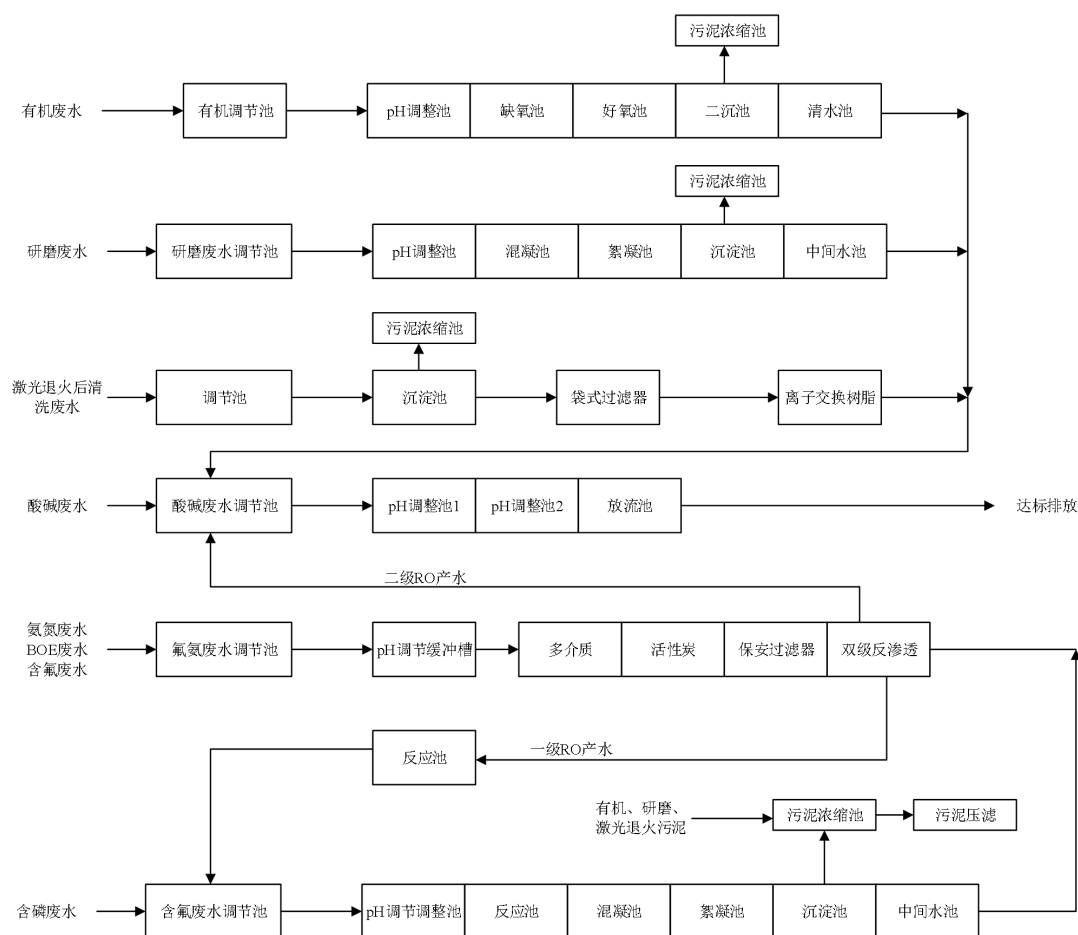 污泥浓缩池
有机废水
有机调节池
pH调整池
缺氧池
好氧池
二沉池
清水池
污泥浓缩池
研磨废水
研磨废水调节池
pH调整池
混凝池
絮凝池
沉淀池
中间水池
污泥浓缩池
激光退火后清
洗废水
调节池
沉淀池
袋式过滤器
离子交换树脂
酸碱废水
酸碱废水调节池
pH调整池1
pH调整池2
放流池
达标排放
二级RO产水
氨氮废水
BOE废水
含氟废水
氟氨废水调节池
pH调节缓冲槽
多介质
活性炭
保安过滤器
双级反渗透
反应池
一级RO产水
有机、研磨、
激光退火污泥
污泥浓缩池
污泥压滤
含磷废水
含氟废水调节池
pH调节调整池
反应池
混凝池
絮凝池
沉淀池
中间水池